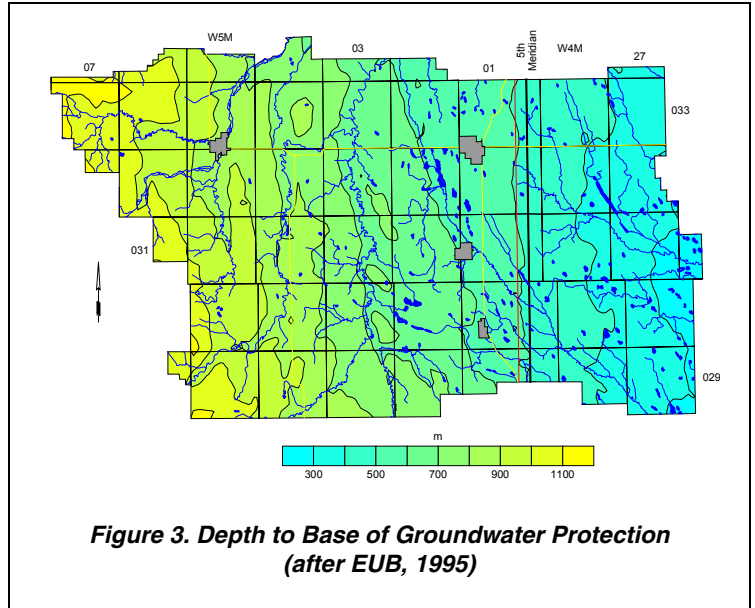 W5M
07
03
01
5th
Meridian
W4M
27
033
031
029
m
300 500 700 900 1100
Figure 3. Depth to Base of Groundwater Protection
(after EUB, 1995)